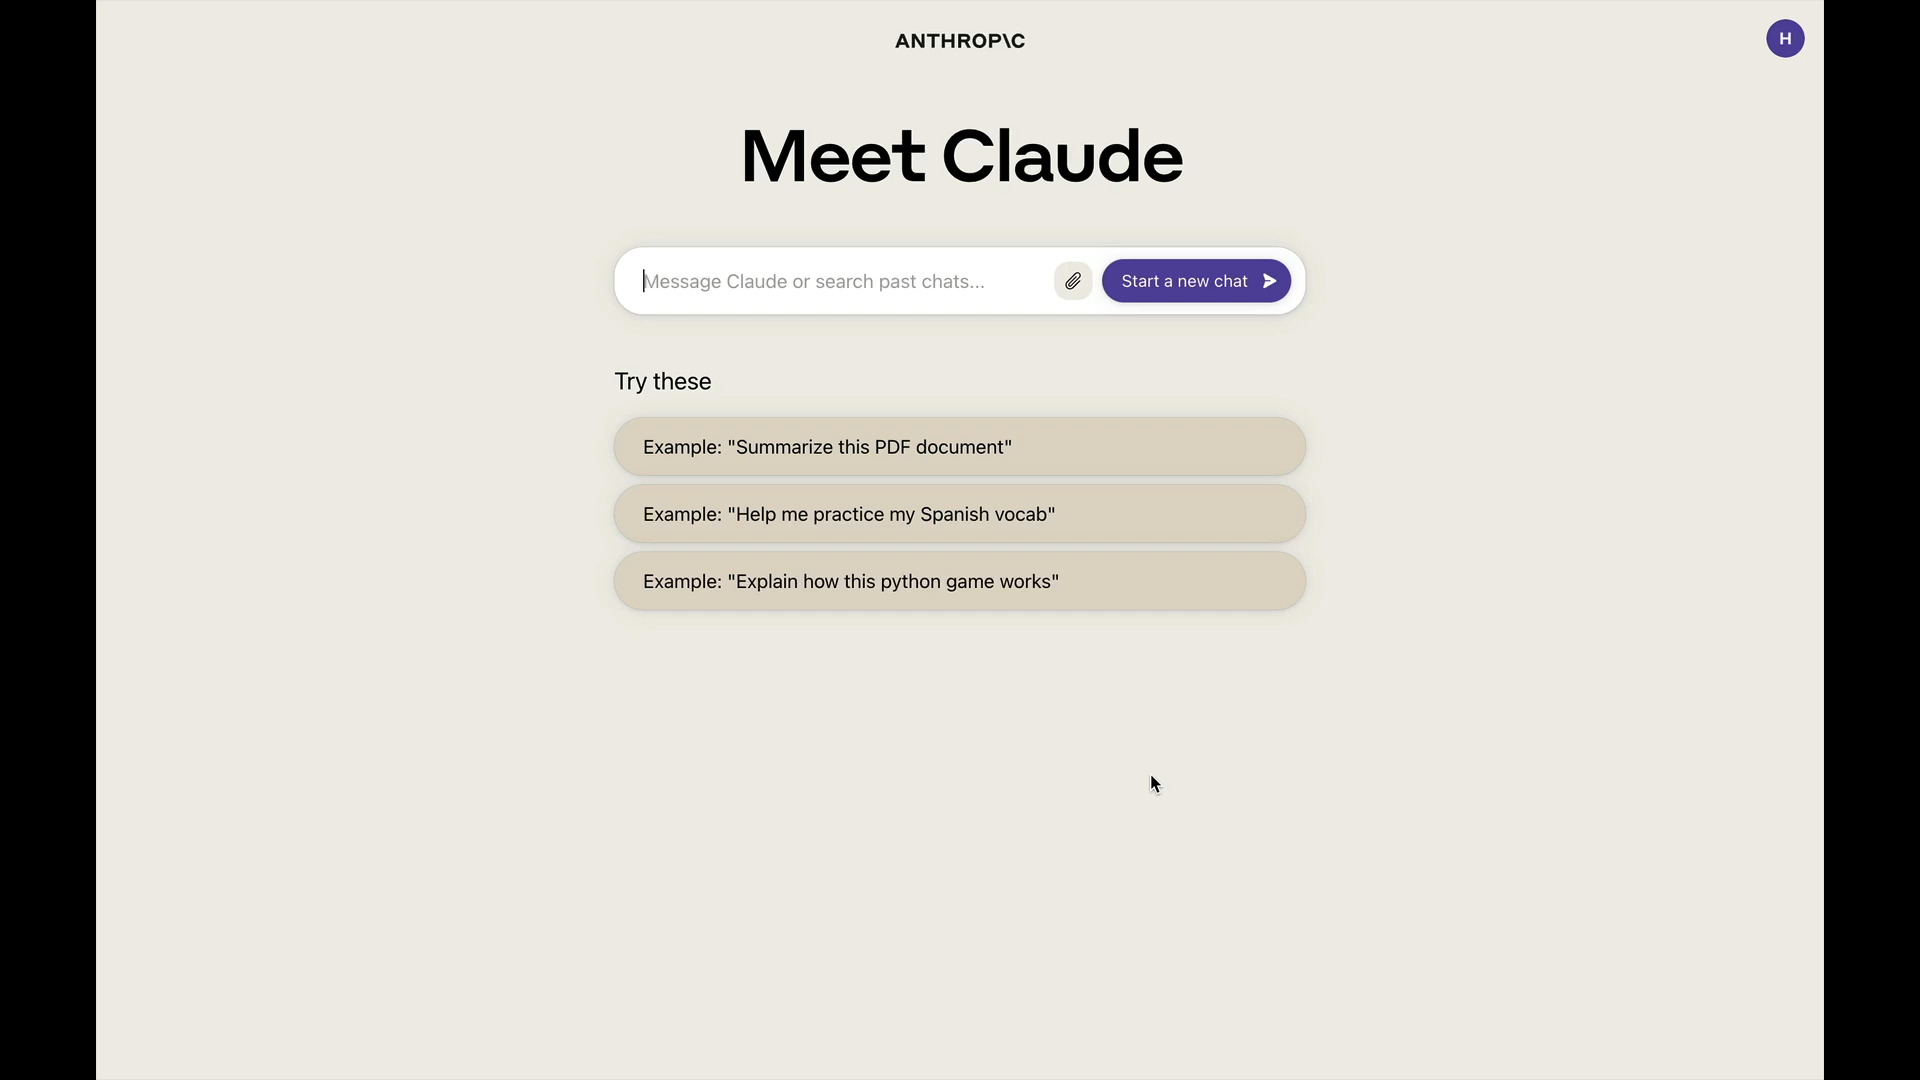 ANTHROP\C
H
Meet Claude
Message Claude or search past chats...
Start a new chat
Try these
Example: "Summarize this PDF document"
Example: "Help me practice my Spanish vocab"
Example: "Explain how this python game works"